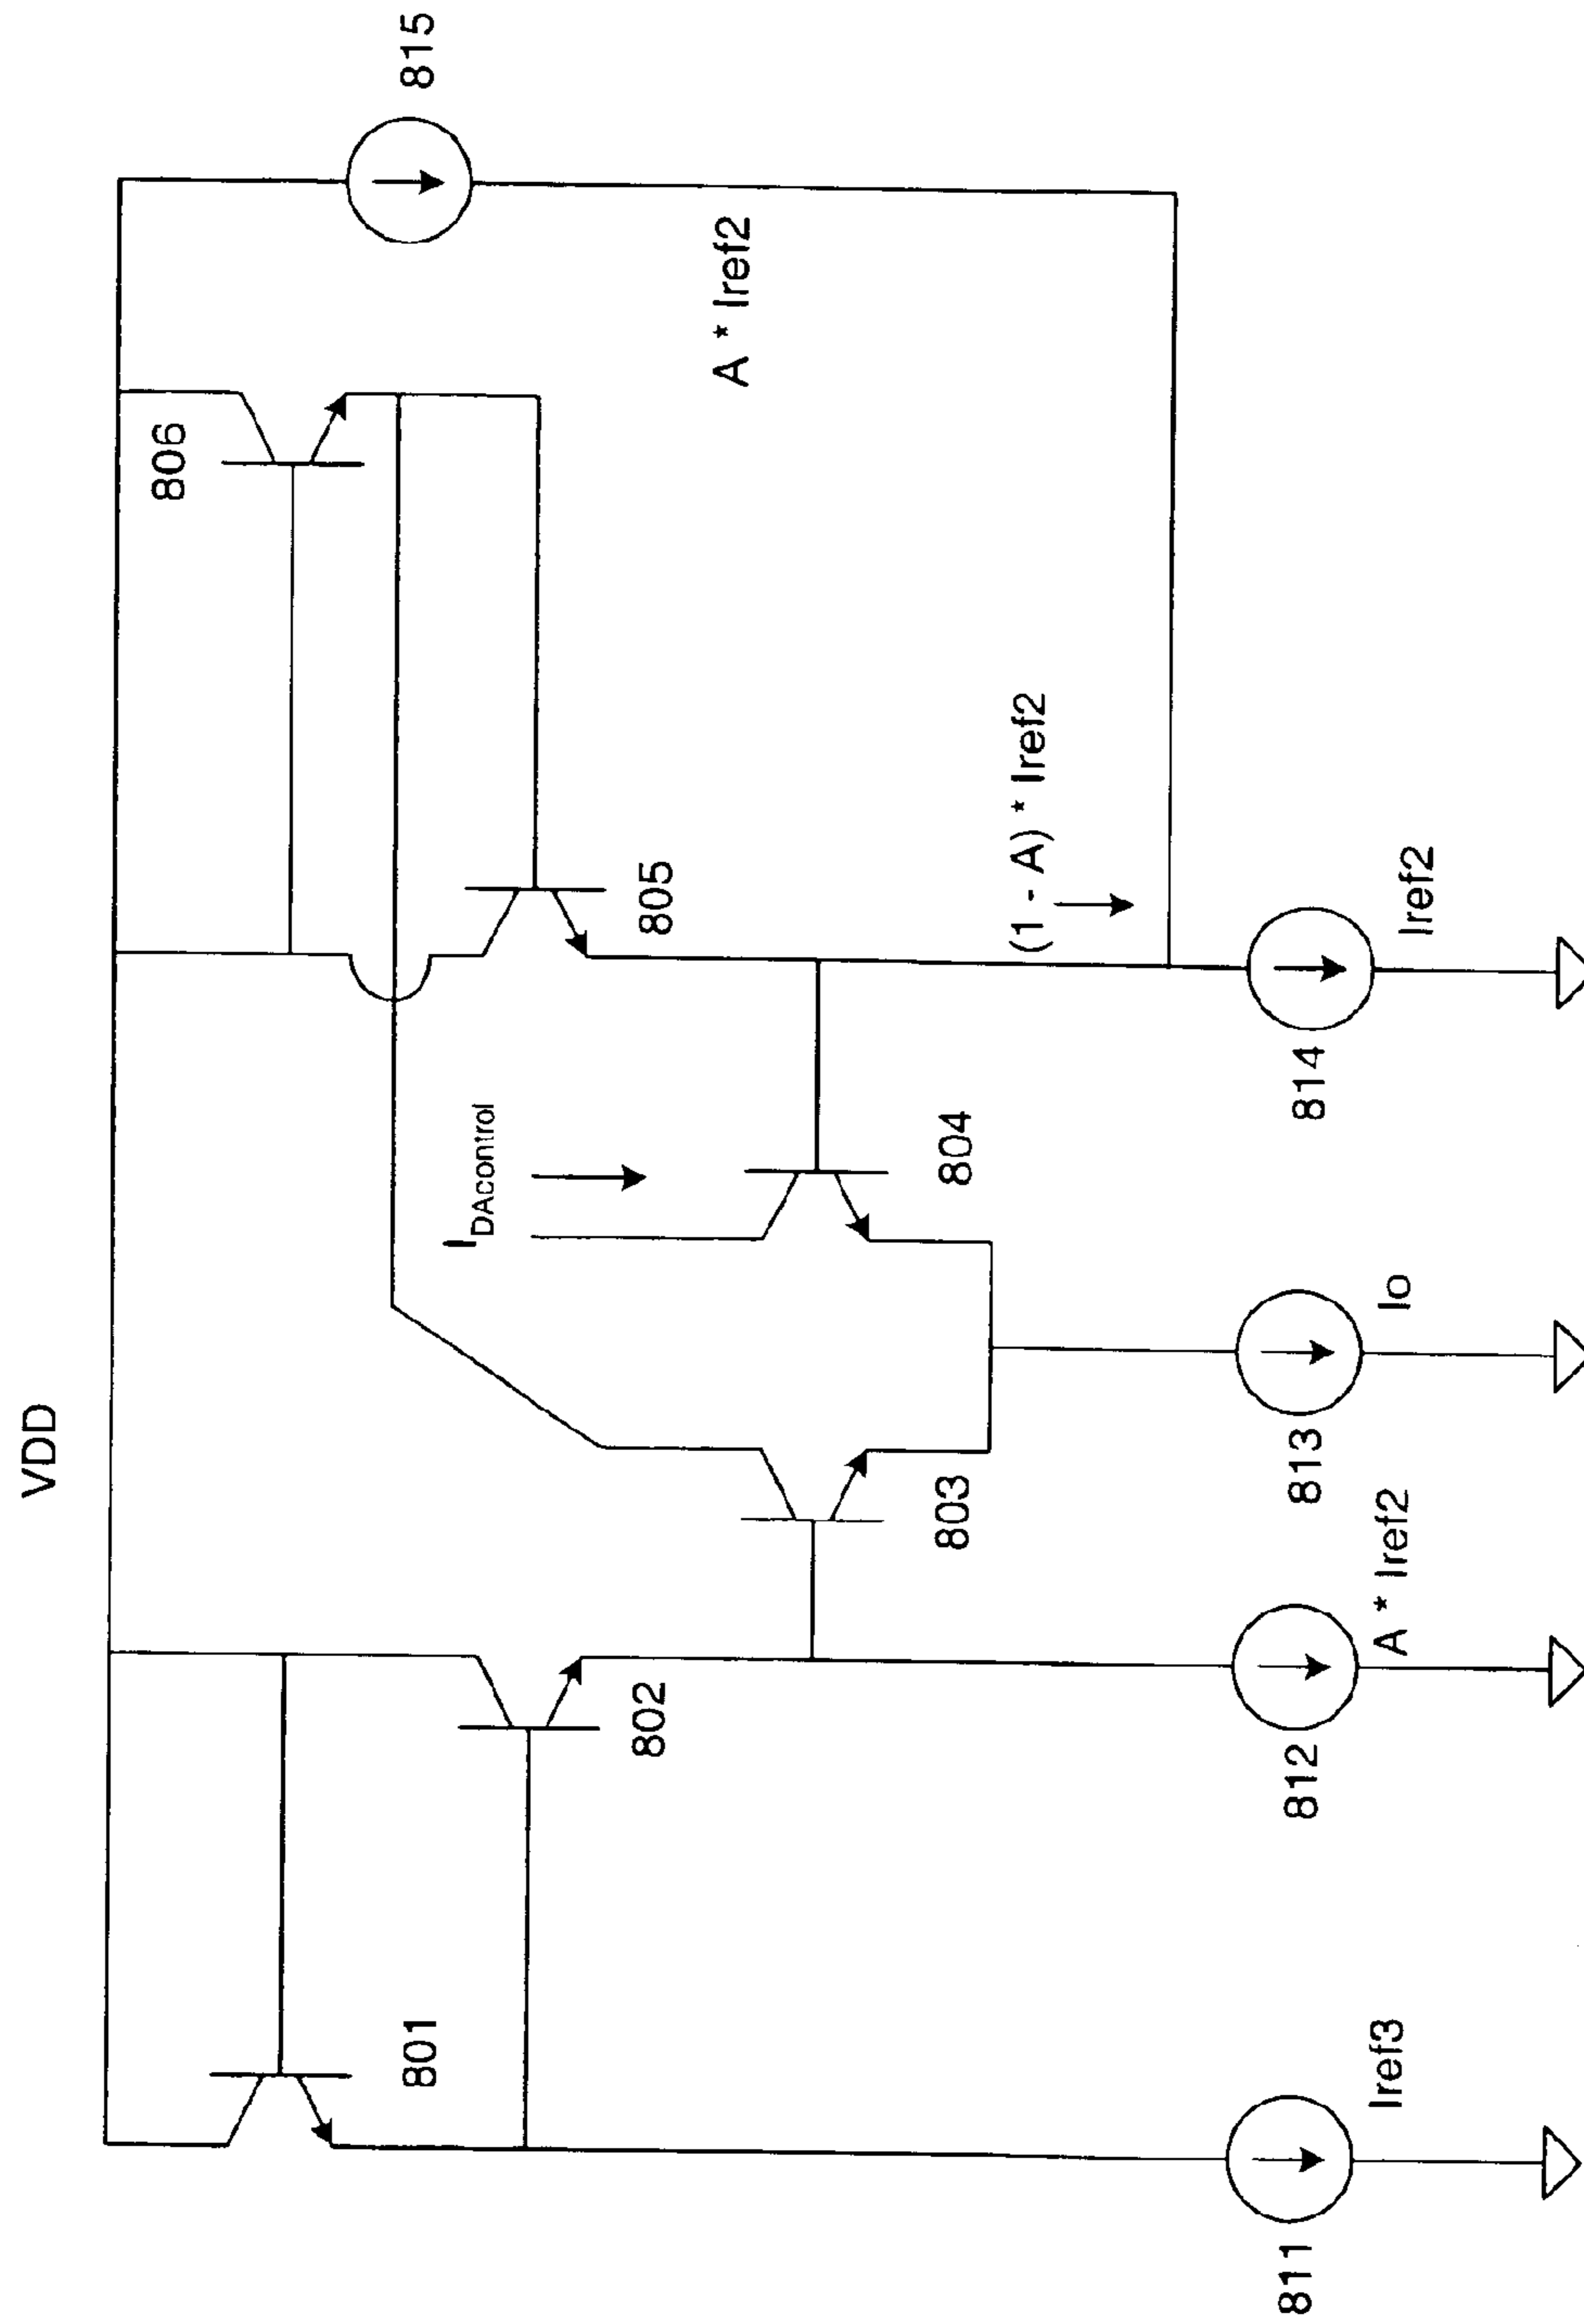 VDD
815
806
A * Iref2
801
802
805
IDAcontrol
803
804
(1 - A) * Iref2
811
Iref3
812
A * Iref2
813
Io
814
Iref2